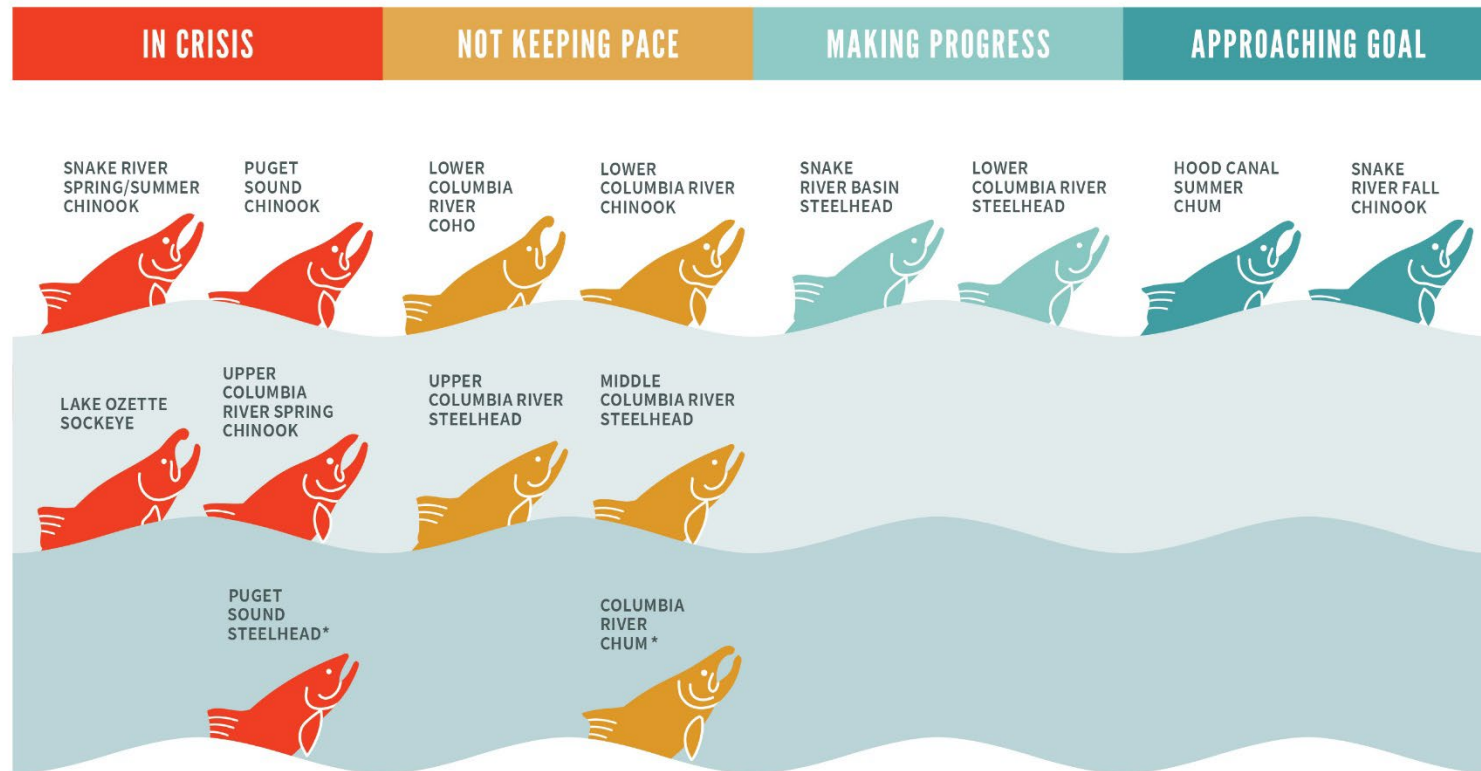 IN CRISIS
NOT KEEPING PACE
MAKING PROGRESS
APPROACHING GOAL
SNAKE RIVER
SPRING/SUMMER
CHINOOK
PUGET
SOUND
CHINOOK
LOWER
COLUMBIA
RIVER
COHO
LOWER
COLUMBIA RIVER
CHINOOK
SNAKE
RIVER BASIN
STEELHEAD
LOWER
COLUMBIA RIVER
STEELHEAD
HOOD CANAL
SUMMER
CHUM
SNAKE
RIVER FALL
CHINOOK
LAKE OZETTE
SOCKEYE
UPPER
COLUMBIA
RIVER SPRING
CHINOOK
UPPER
COLUMBIA RIVER
STEELHEAD
MIDDLE
COLUMBIA RIVER
STEELHEAD
PUGET
SOUND
STEELHEAD*
COLUMBIA
RIVER
CHUM *